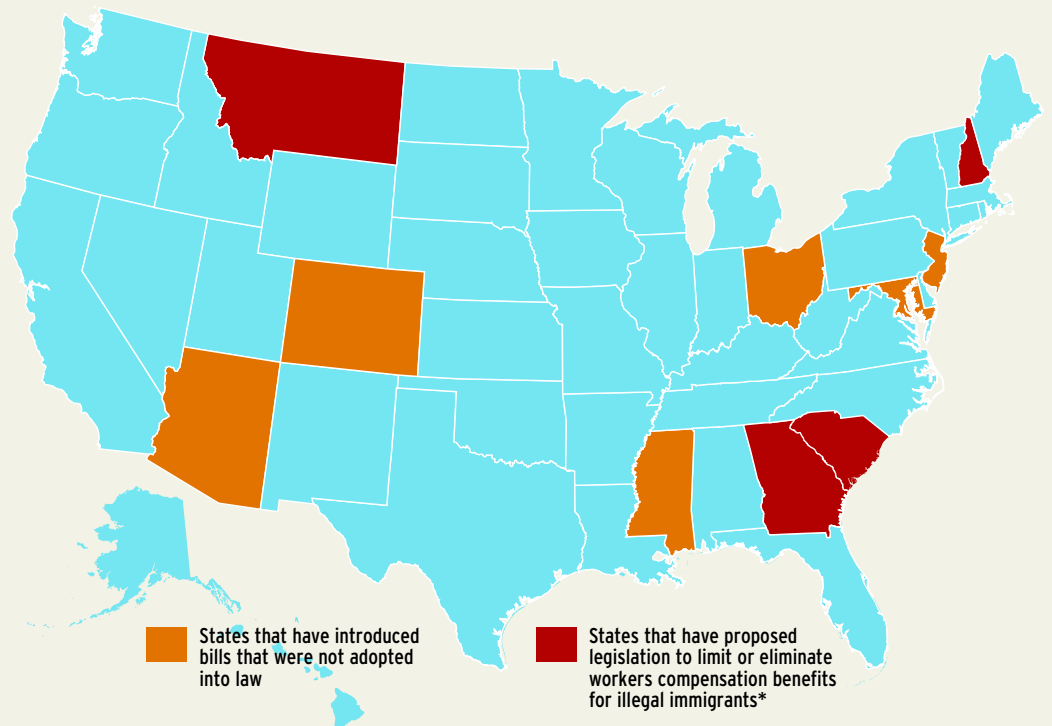 States that have introduced
bills that were not adopted
into law
States that have proposed
legislation to limit or eliminate
workers compensation benefits
for illegal immigrants*